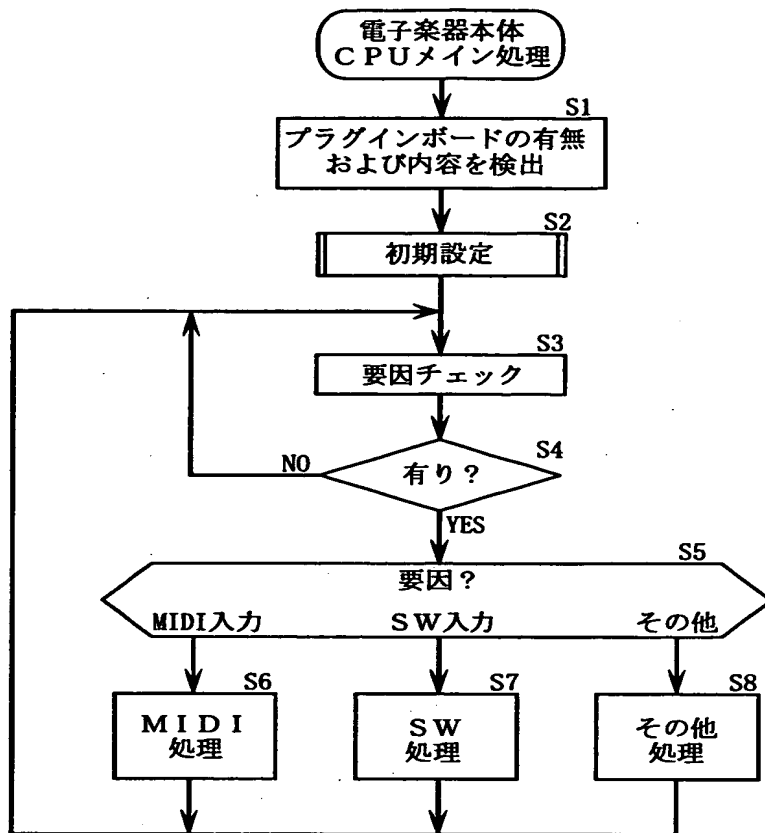 電子楽器本体
ＣＰＵメイン処理
S1
プラグインボードの有無
および内容を検出
S2
初期設定
S3
要因チェック
S4
有り？
NO
YES
S5
要因？
MIDI入力
ＳＷ入力
その他
S6
ＭＩＤＩ
処理
S7
ＳＷ
処理
S8
その他
処理